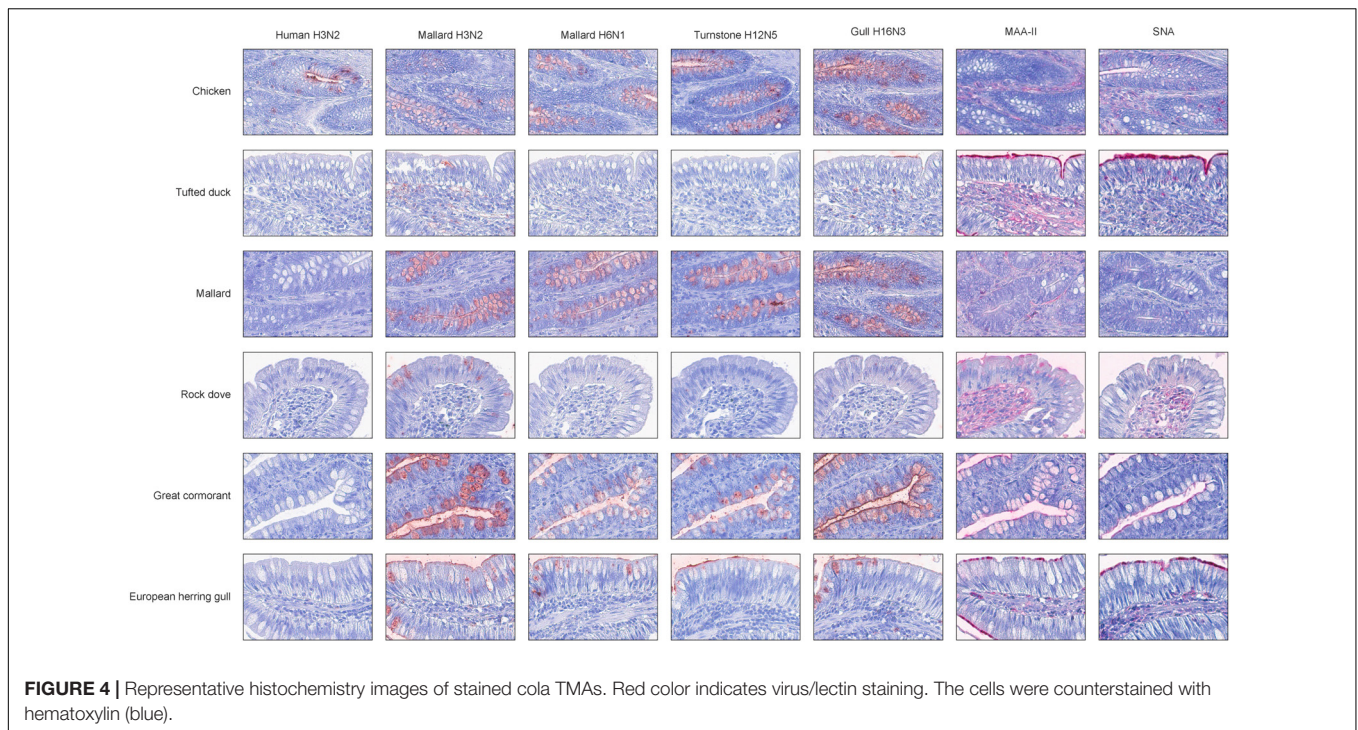 Human H3N2 Mallard H3N2 Mallard H6N1 Turnstone H12N5 Gull H16N3 MAA-II SNA
Chicken
Tufted duck
Mallard
Rock dove
Great cormorant
European herring gull
FIGURE 4 | Representative histochemistry images of stained cola TMAs. Red color indicates virus/lectin staining. The cells were counterstained with
hematoxylin (blue).